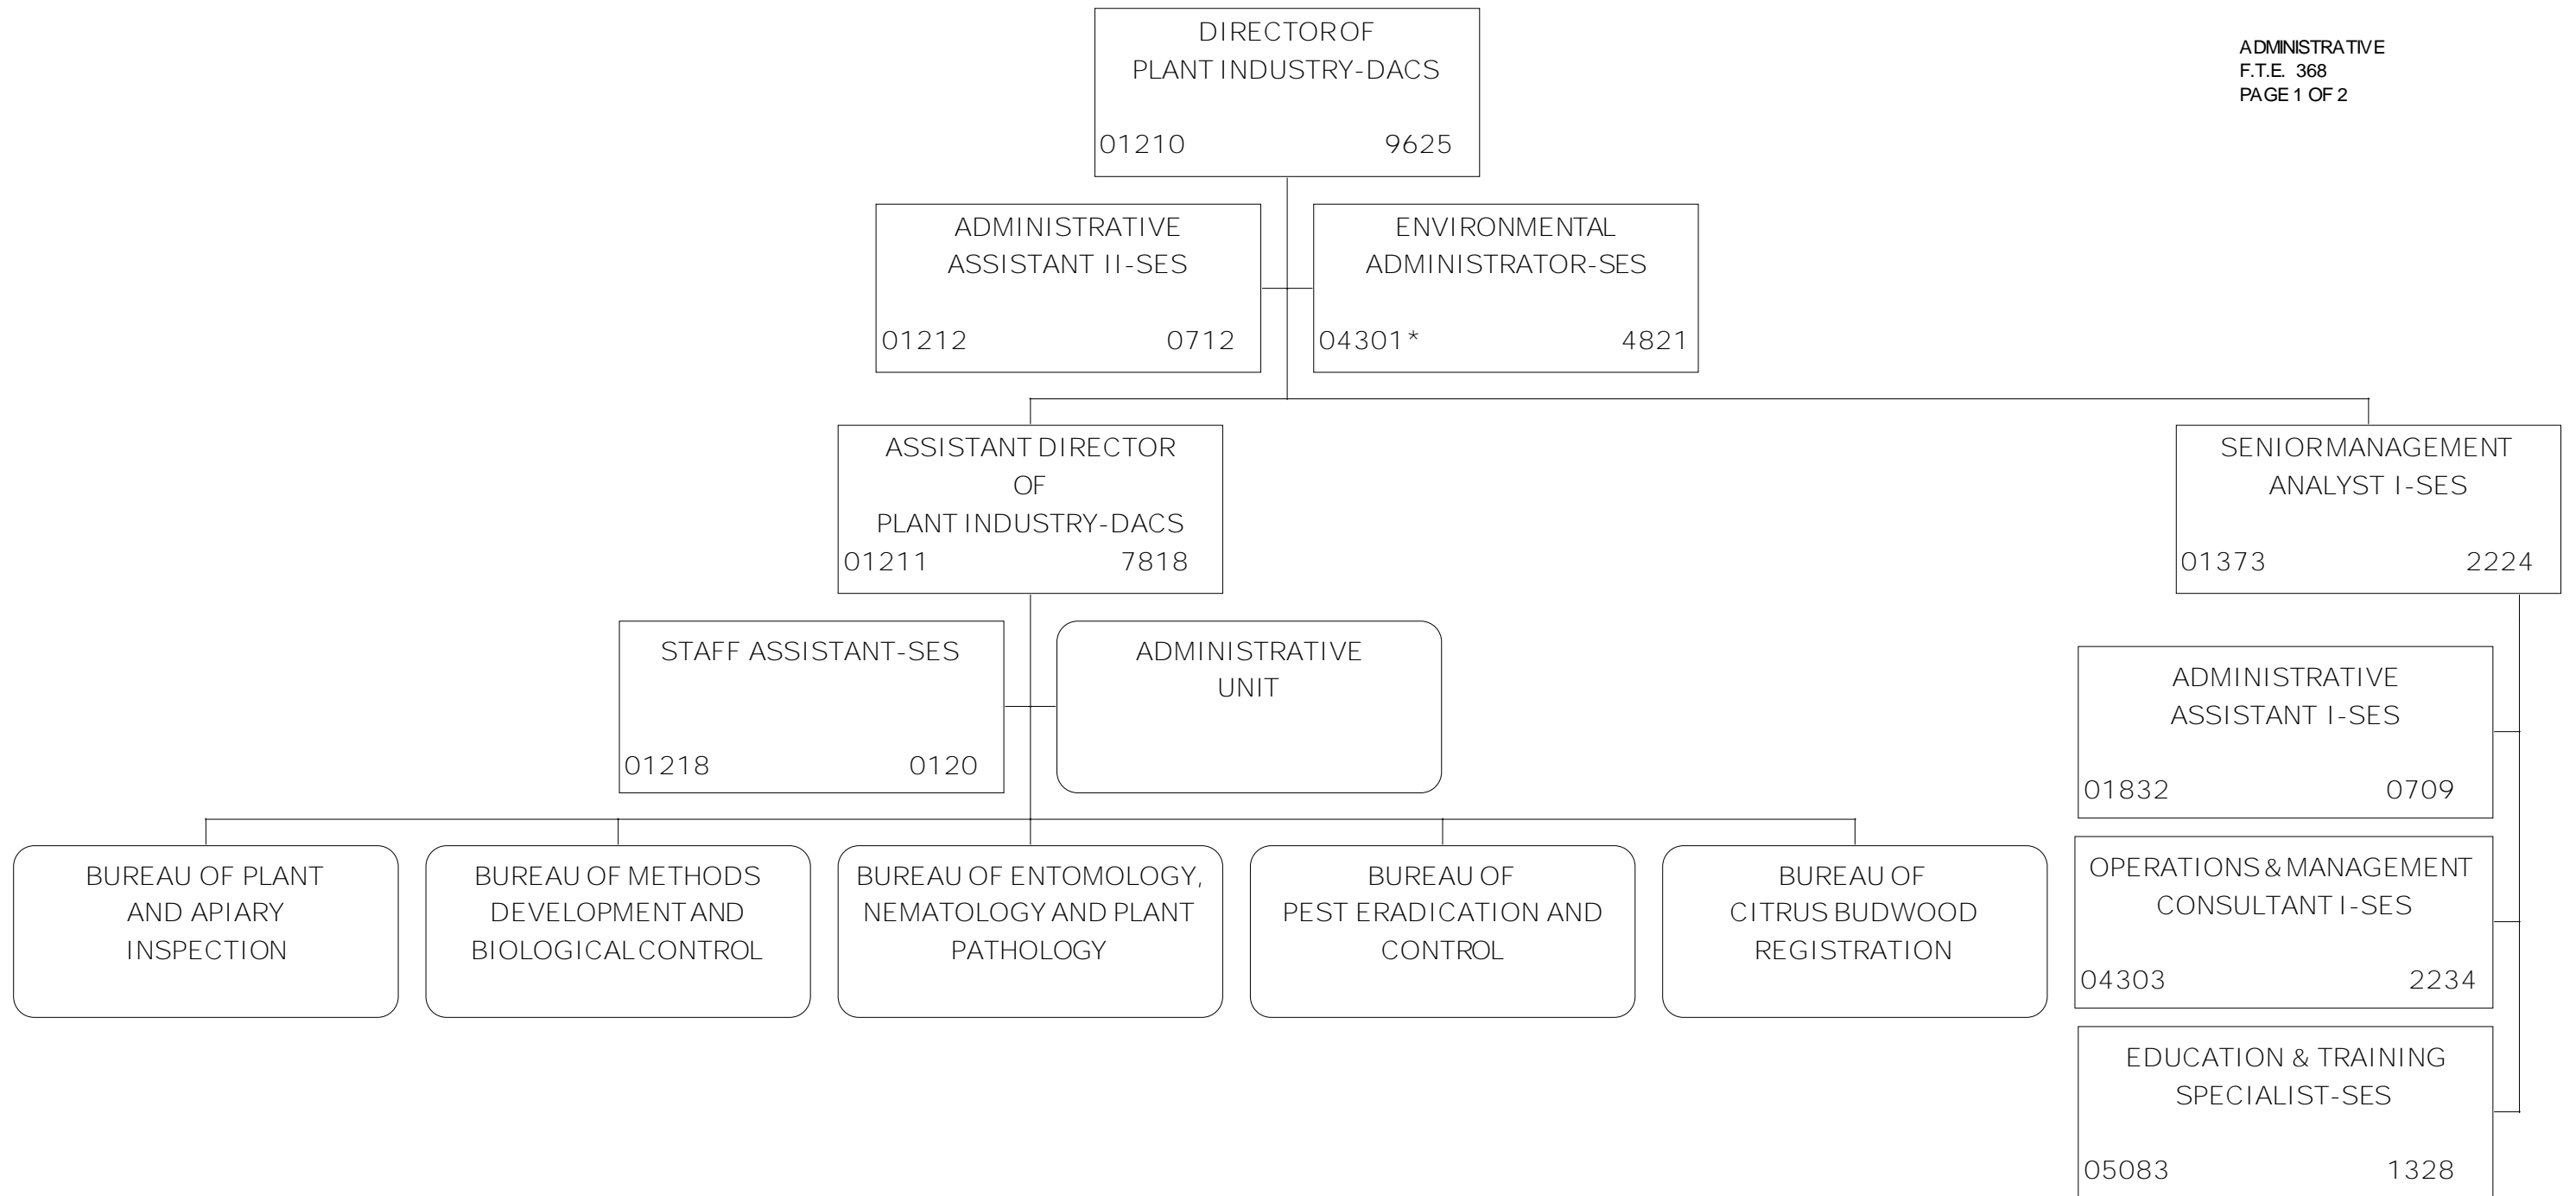 DIRECTOR OF
PLANT INDUSTRY-DACS
01210 9625
ADMINISTRATIVE
F.T.E. 368
PAGE 1 OF 2
ADMINISTRATIVE
ASSISTANT II-SES
01212 0712
ENVIRONMENTAL
ADMINISTRATOR-SES
04301* 4821
ASSISTANT DIRECTOR
OF
PLANT INDUSTRY-DACS
01211 7818
SENIOR MANAGEMENT
ANALYST I-SES
01373 2224
STAFF ASSISTANT-SES
01218 0120
ADMINISTRATIVE
UNIT
ADMINISTRATIVE
ASSISTANT I-SES
01832 0709
BUREAU OF PLANT
AND APIARY
INSPECTION
BUREAU OF METHODS
DEVELOPMENT AND
BIOLOGICAL CONTROL
BUREAU OF ENTOMOLOGY,
NEMATOLOGY AND PLANT
PATHOLOGY
BUREAU OF
PEST ERADICATION AND
CONTROL
BUREAU OF
CITRUS BUDWOOD
REGISTRATION
OPERATIONS & MANAGEMENT
CONSULTANT I-SES
04303 2234
EDUCATION & TRAINING
SPECIALIST-SES
05083 1328